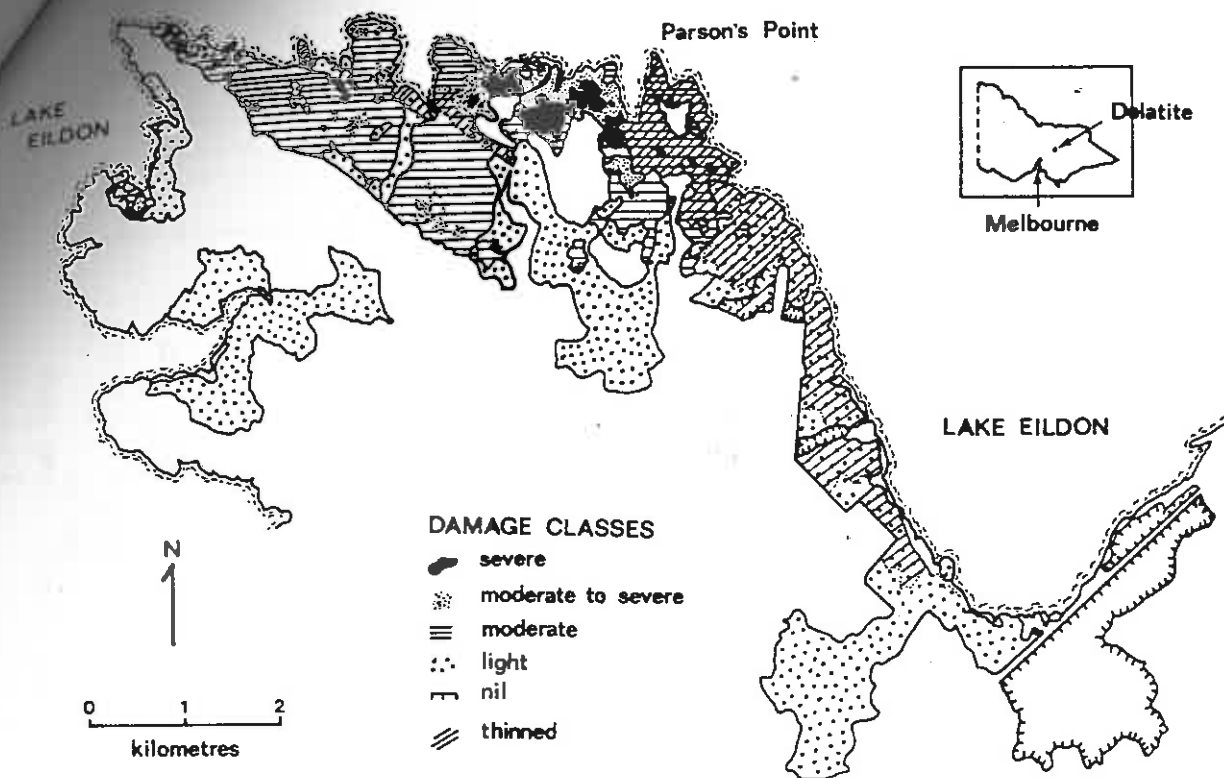 Parson's Point
LAKE
EILDON
Delatite
Melbourne
LAKE EILDON
DAMAGE CLASSES
severe
moderate to severe
moderate
light
nil
thinned
N
0 1 2
kilometres